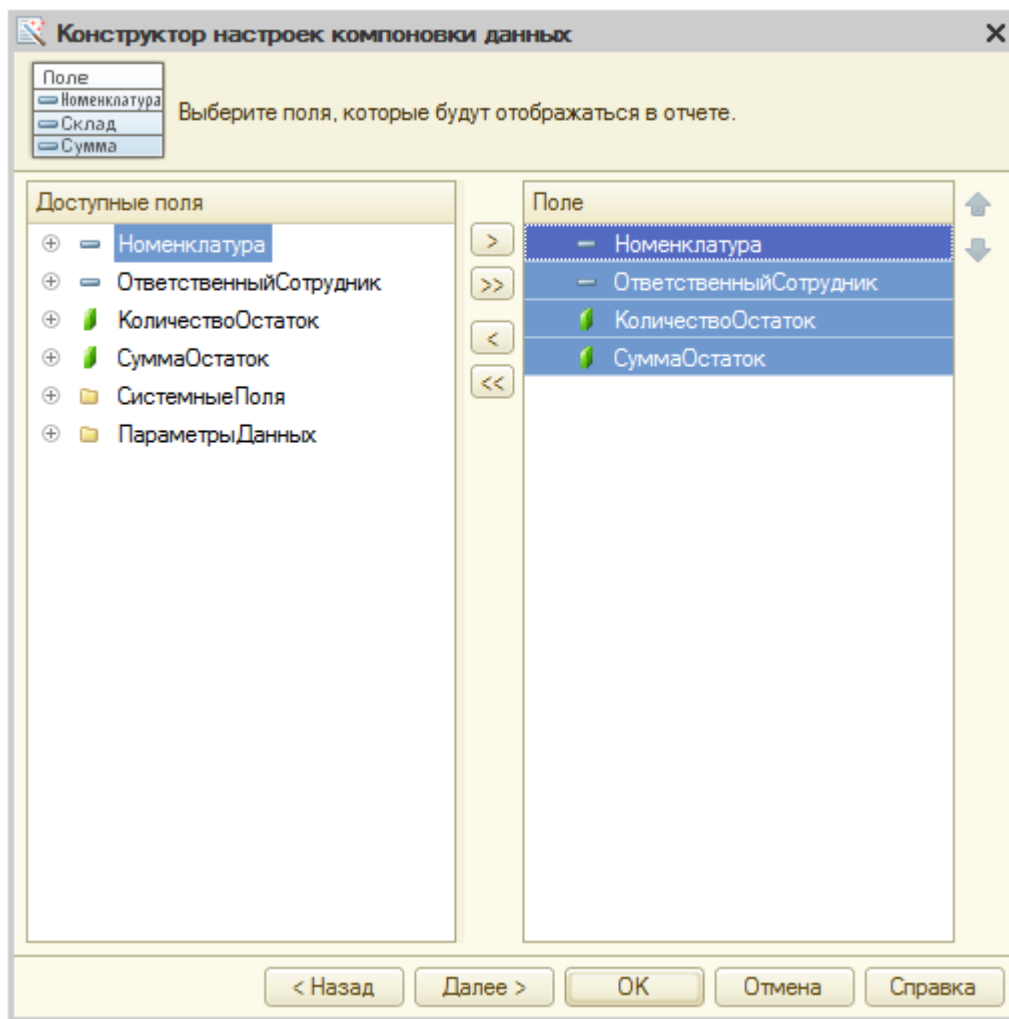 Конструктор настроек компоновки данных
Поле
Номенклатура
Склад
Сумма
Выберите поля, которые будут отображаться в отчете.
Доступные поля
Номенклатура
ОтветственныйСотрудник
КоличествоОстаток
СуммаОстаток
СистемныеПоля
ПараметрыДанных
>
>>
<
<<
Поле
Номенклатура
ОтветственныйСотрудник
КоличествоОстаток
СуммаОстаток
< Назад
Далее >
OK
Отмена
Справка